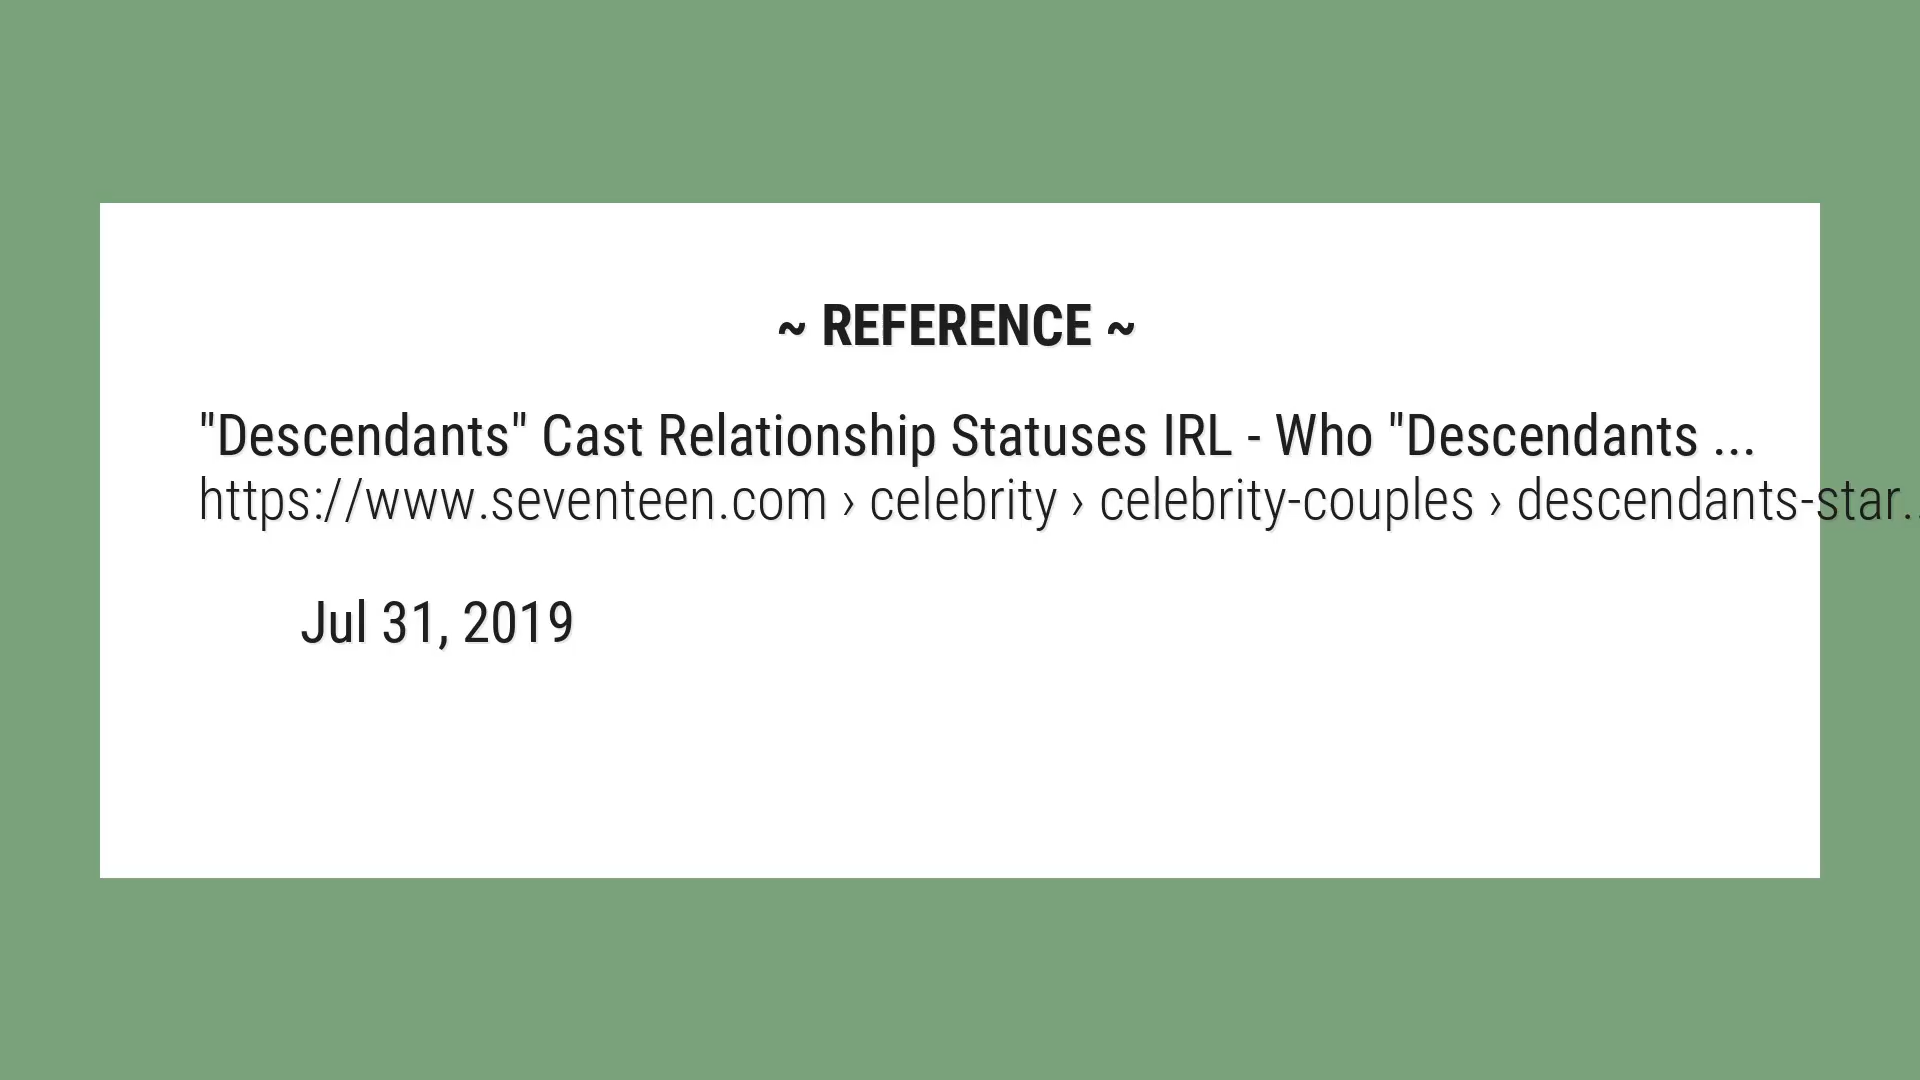 ~ REFERENCE ~
"Descendants" Cast Relationship Statuses IRL - Who "Descendants ...
https://www.seventeen.com › celebrity › celebrity-couples › descendants-star..
Jul 31, 2019